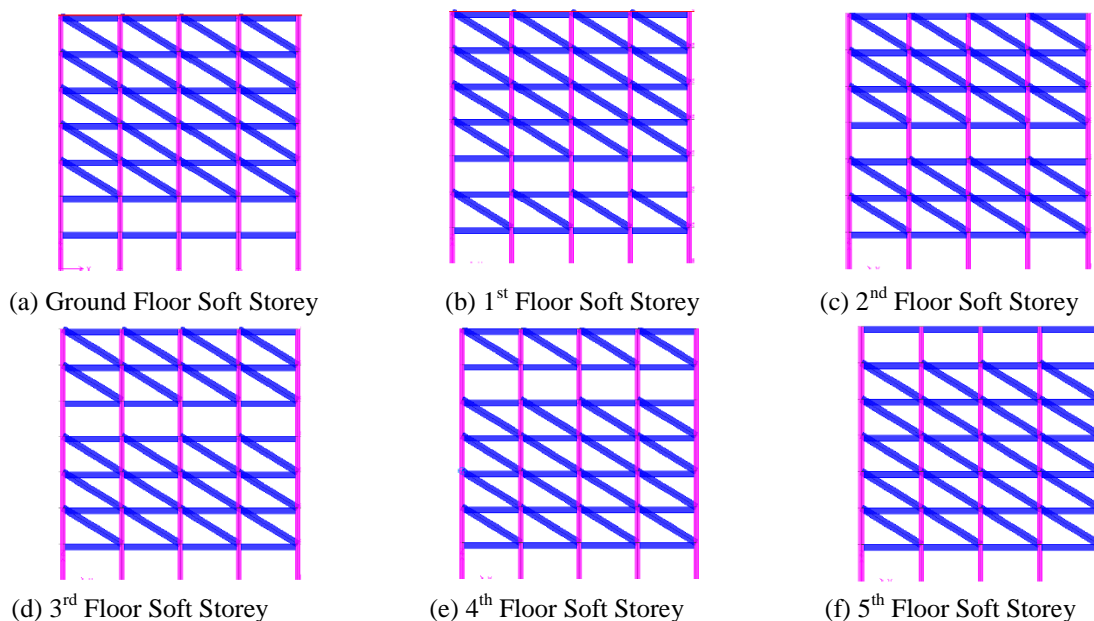 (a) Ground Floor Soft Storey
(b) 1st Floor Soft Storey
(c) 2nd Floor Soft Storey
(d) 3rd Floor Soft Storey
(e) 4th Floor Soft Storey
(f) 5th Floor Soft Storey